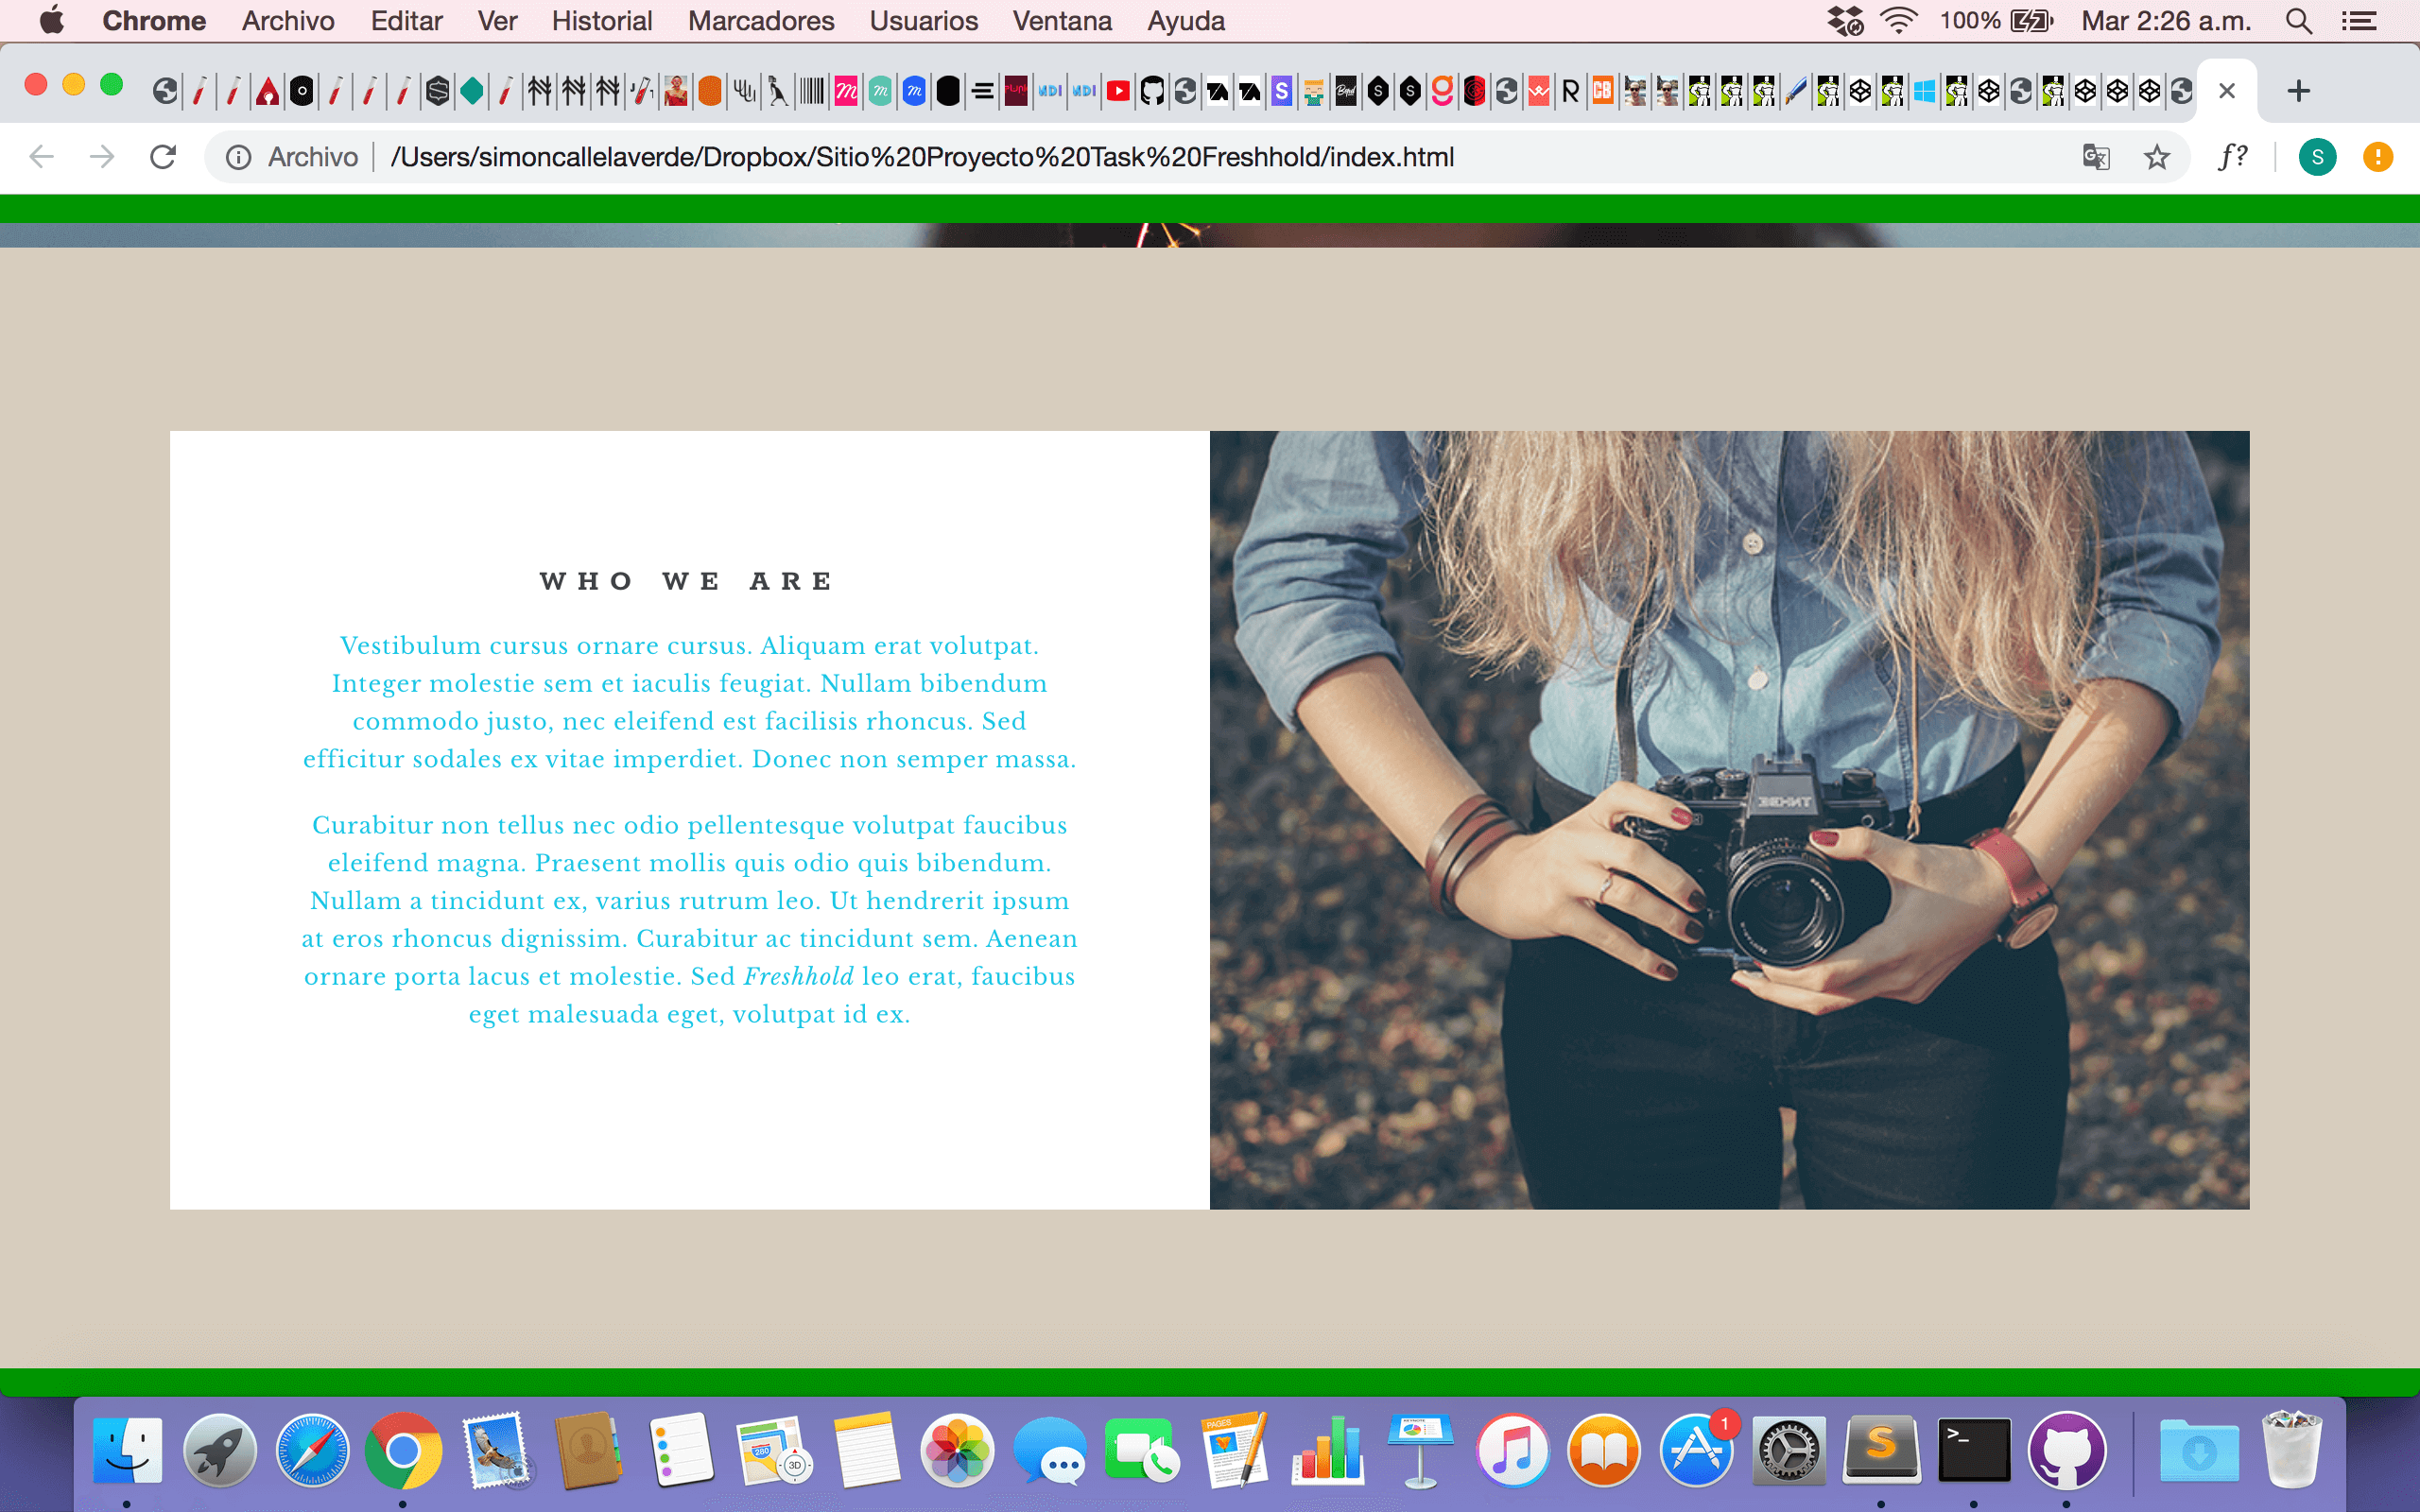 Chrome Archivo Editar Ver Historial Marcadores Usuarios Ventana Ayuda 100% Mar 2:26 a.m.
Archivo /Users/simoncallelaverde/Dropbox/Sitio%20Proyecto%20Task%20Freshhold/index.html f? S
WHO WE ARE
Vestibulum cursus ornare cursus. Aliquam erat volutpat.
Integer molestie sem et iaculis feugiat. Nullam bibendum
commodo justo, nec eleifend est facilisis rhoncus. Sed
efficitur sodales ex vitae imperdiet. Donec non semper massa.
Curabitur non tellus nec odio pellentesque volutpat faucibus
eleifend magna. Praesent mollis quis odio quis bibendum.
Nullam a tincidunt ex, varius rutrum leo. Ut hendrerit ipsum
at eros rhoncus dignissim. Curabitur ac tincidunt sem. Aenean
ornare porta lacus et molestie. Sed Freshhold leo erat, faucibus
eget malesuada eget, volutpat id ex.
ЗЕНИТ
PAGES
280
3D
1